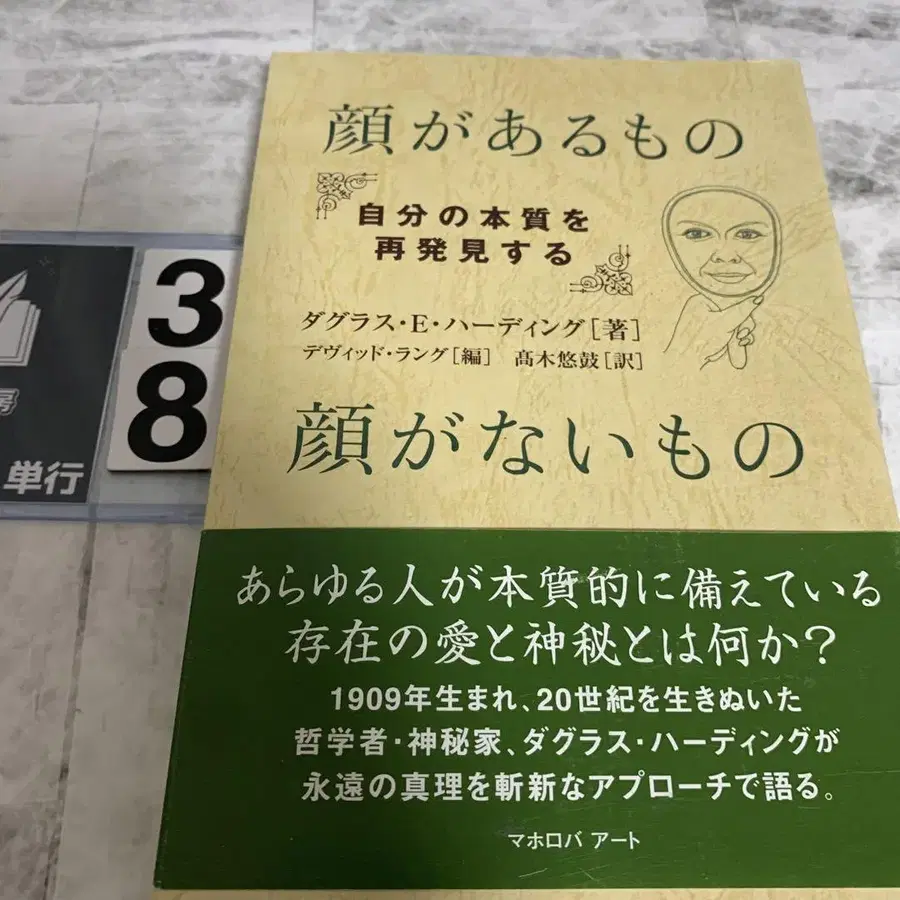 顔があるもの
自分の本質を
再発見する
ダグラス・E・ハーディング[著]
デヴィッド・ラング[編] 髙木悠鼓[訳]
顔がないもの
あらゆる人が本質的に備えている
存在の愛と神秘とは何か?
1909年生まれ、20世紀を生きぬいた
哲学者・神秘家、ダグラス・ハーディングが
永遠の真理を斬新なアプローチで語る。
マホロバ アート
3
8
房
単行